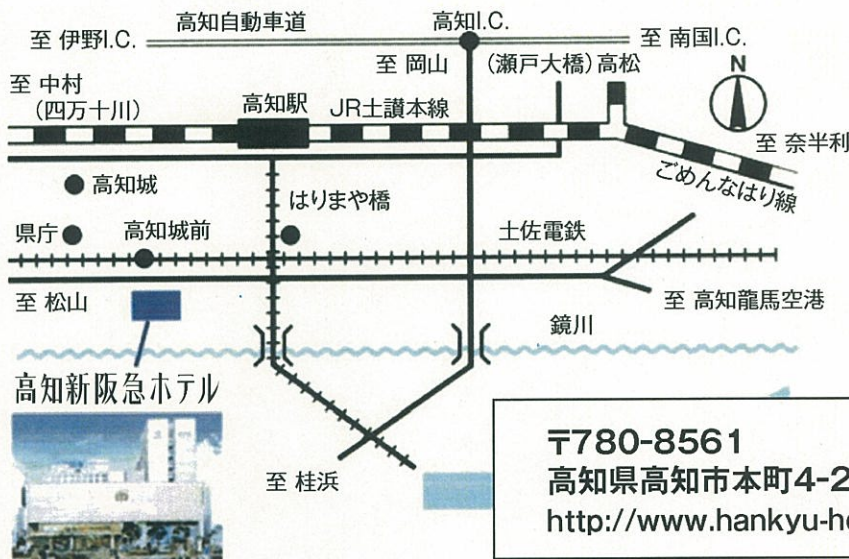 高知自動車道
高知I.C.
至 伊野I.C.
至 南国I.C.
至 岡山
(瀬戸大橋)
高松
N
至 中村
(四万十川)
高知駅
JR土讃本線
至 奈半利
ごめんなはり線
高知城
はりまや橋
県庁
高知城前
土佐電鉄
至 松山
至 高知龍馬空港
鏡川
高知新阪急ホテル
至 桂浜
〒780-8561
高知県高知市本町4-2
http://www.hankyu-ho